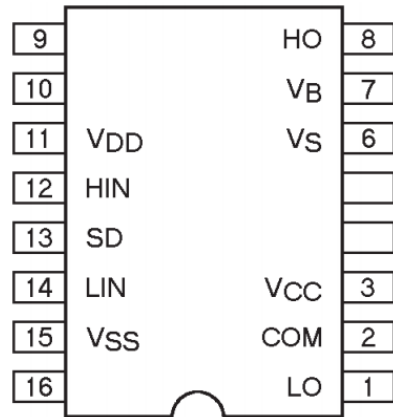 9 HO 8
10 VB 7
11 VDD VS 6
12 HIN
13 SD
14 LIN VCC 3
15 VSS COM 2
16 LO 1